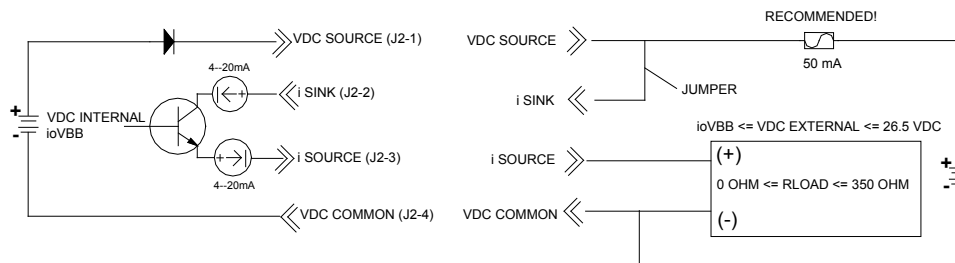 VDC SOURCE (J2-1)
4--20mA
i SINK (J2-2)
+
VDC INTERNAL
ioVBB
-
+
+
i SOURCE (J2-3)
4--20mA
VDC COMMON (J2-4)
RECOMMENDED!
VDC SOURCE
50 mA
JUMPER
i SINK
ioVBB <= VDC EXTERNAL <= 26.5 VDC
i SOURCE
(+)
+
0 OHM <= RLOAD <= 350 OHM
-
VDC COMMON
(-)